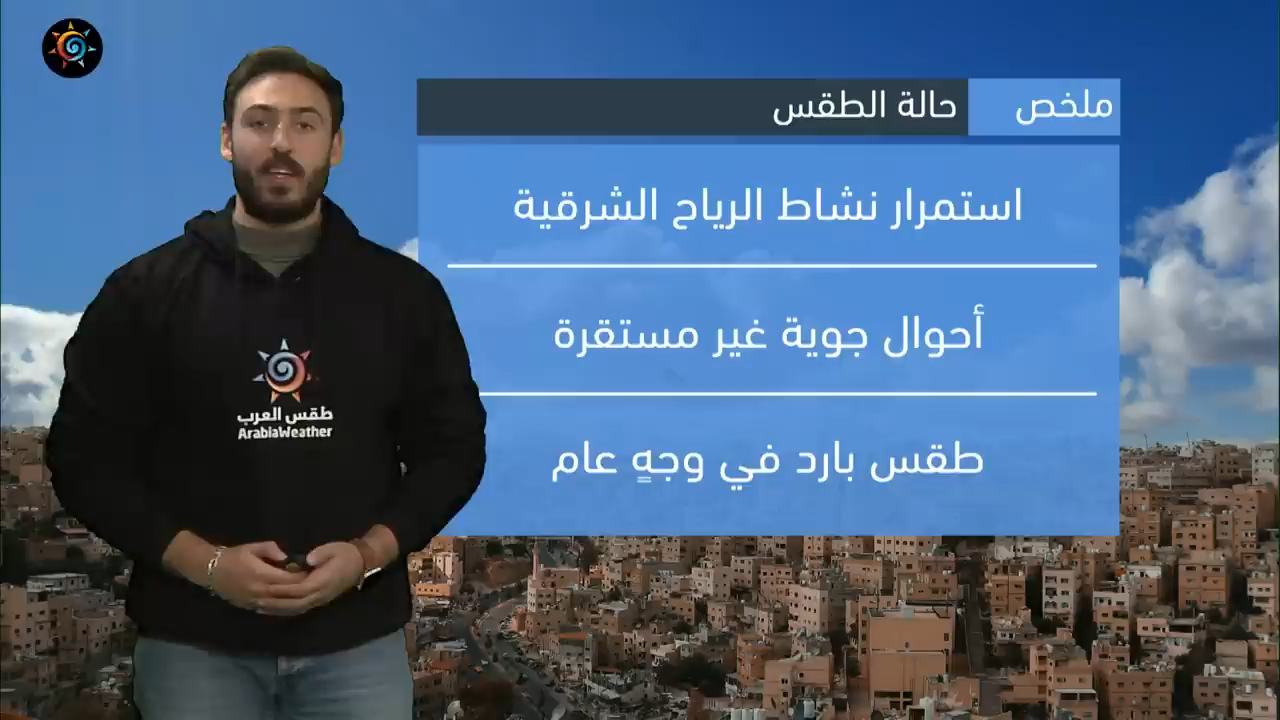 ملخص حالة الطقس
استمرار نشاط الرياح الشرقية
أحوال جوية غير مستقرة
طقس بارد في وجهٍ عام
طقس العرب
ArabiaWeather